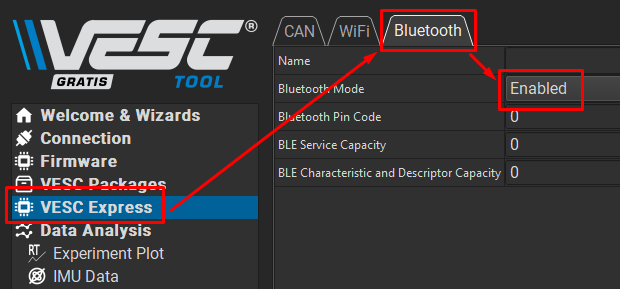 VESC®
GRATIS TOOL
Welcome & Wizards
Connection
Firmware
VESC Packages
VESC Express
Data Analysis
RT Experiment Plot
IMU Data
CAN WiFi Bluetooth
Name
Bluetooth Mode Enabled
Bluetooth Pin Code 0
BLE Service Capacity 0
BLE Characteristic and Descriptor Capacity 0